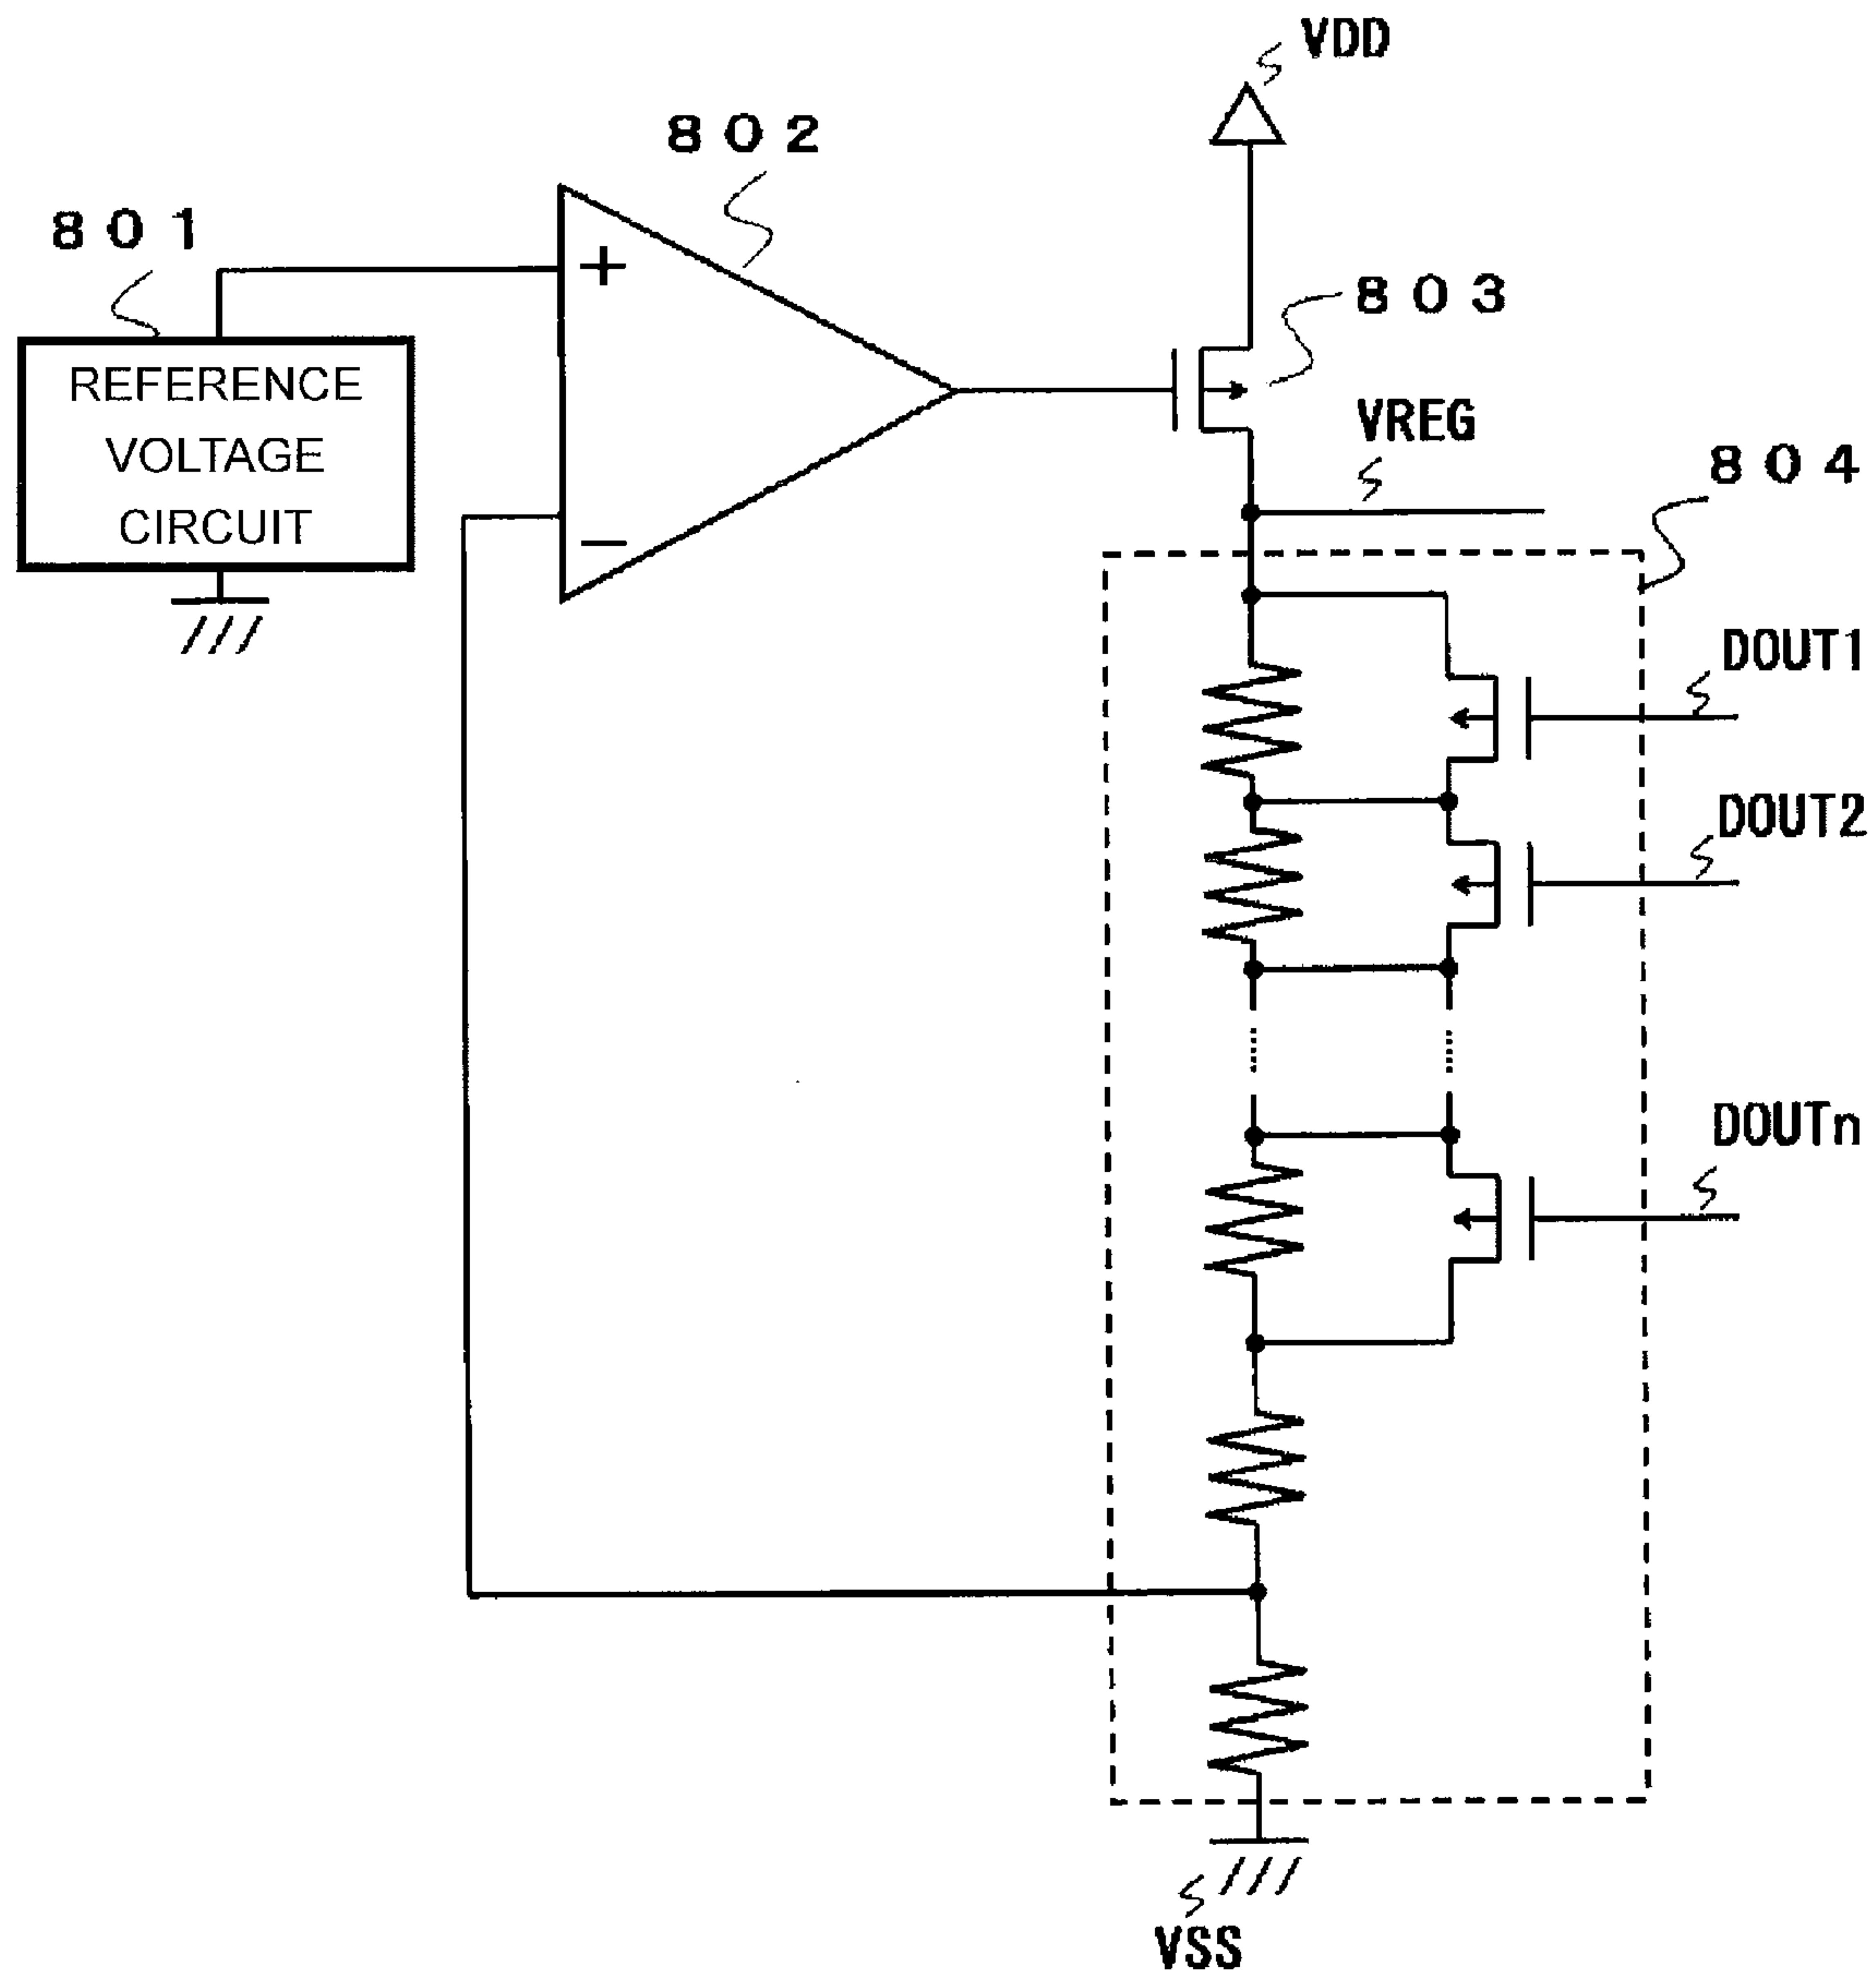 VDD
802
801
+
803
REFERENCE
VOLTAGE
CIRCUIT
VREG
804
−
DOUT1
DOUT2
DOUTn
VSS